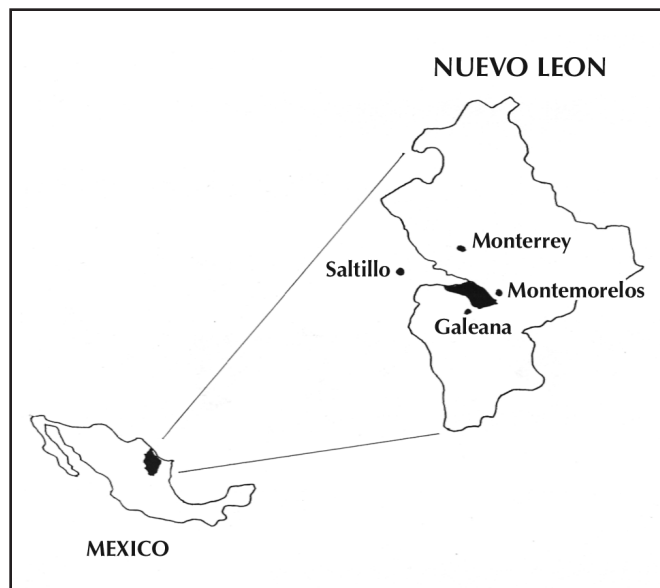 NUEVO LEON
Monterrey
Saltillo
Montemorelos
Galeana
MEXICO